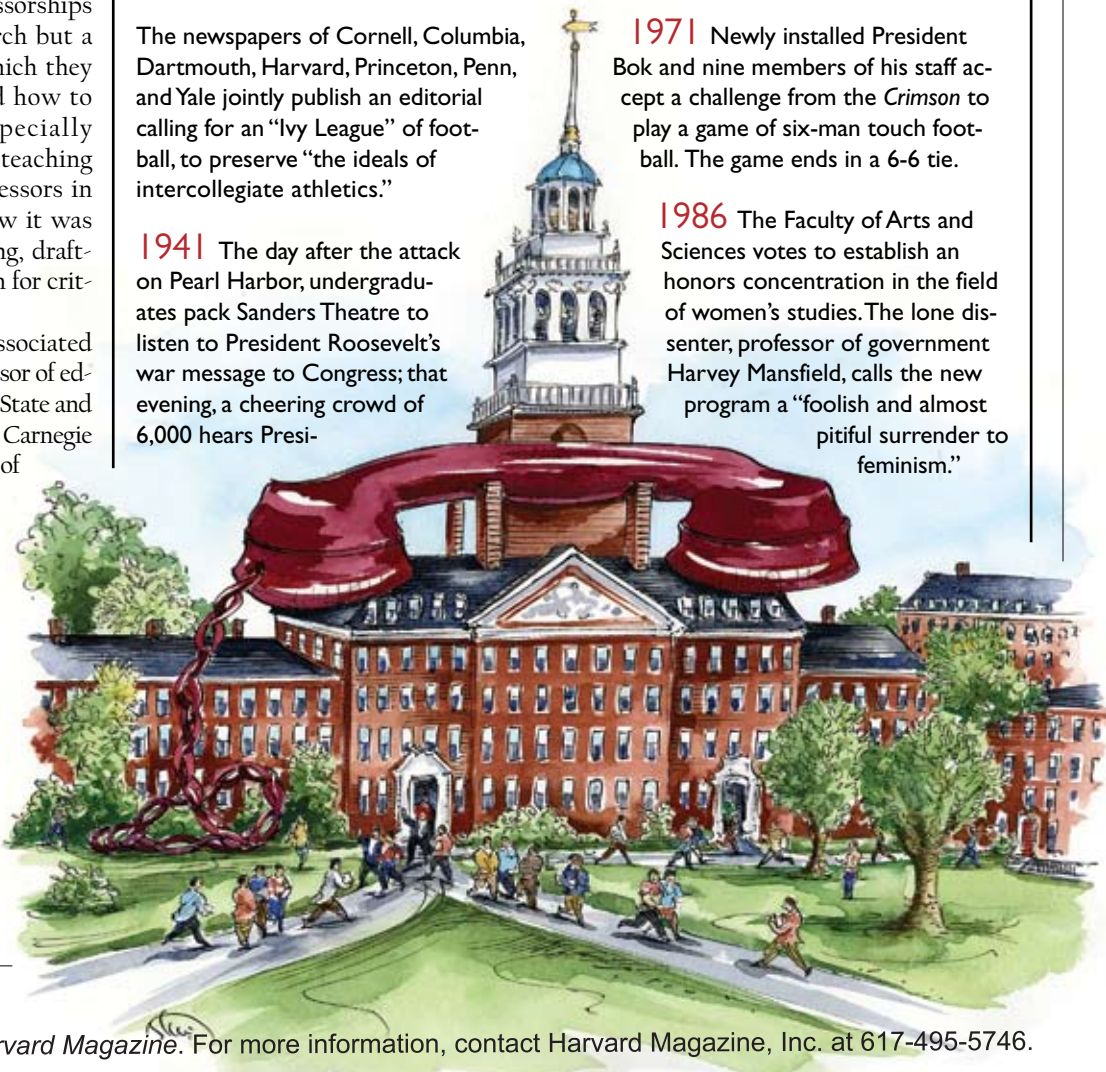 ssorships
rch but a
hich they
d how to
pecially
teaching
essors in
w it was
ng, draft-
n for crit-
ssociated
sor of ed-
State and
Carnegie
of
The newspapers of Cornell, Columbia,
Dartmouth, Harvard, Princeton, Penn,
and Yale jointly publish an editorial
calling for an “Ivy League” of foot-
ball, to preserve “the ideals of
intercollegiate athletics.”
1941 The day after the attack
on Pearl Harbor, undergradu-
ates pack Sanders Theatre to
listen to President Roosevelt’s
war message to Congress; that
evening, a cheering crowd of
6,000 hears Presi-
1971 Newly installed President
Bok and nine members of his staff ac-
cept a challenge from the Crimson to
play a game of six-man touch foot-
ball. The game ends in a 6-6 tie.
1986 The Faculty of Arts and
Sciences votes to establish an
honors concentration in the field
of women’s studies. The lone dis-
senter, professor of government
Harvey Mansfield, calls the new
program a “foolish and almost
pitiful surrender to
feminism.”
rvard Magazine. For more information, contact Harvard Magazine, Inc. at 617-495-5746.